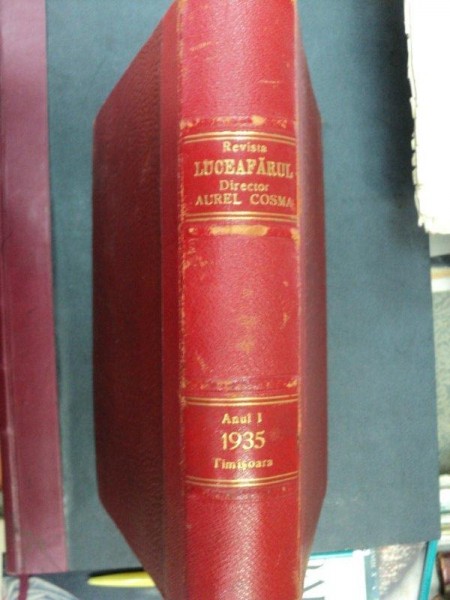 Revista
LUCEAFĂRUL
Director
AUREL COSMA
Anul I
1935
Timișoara